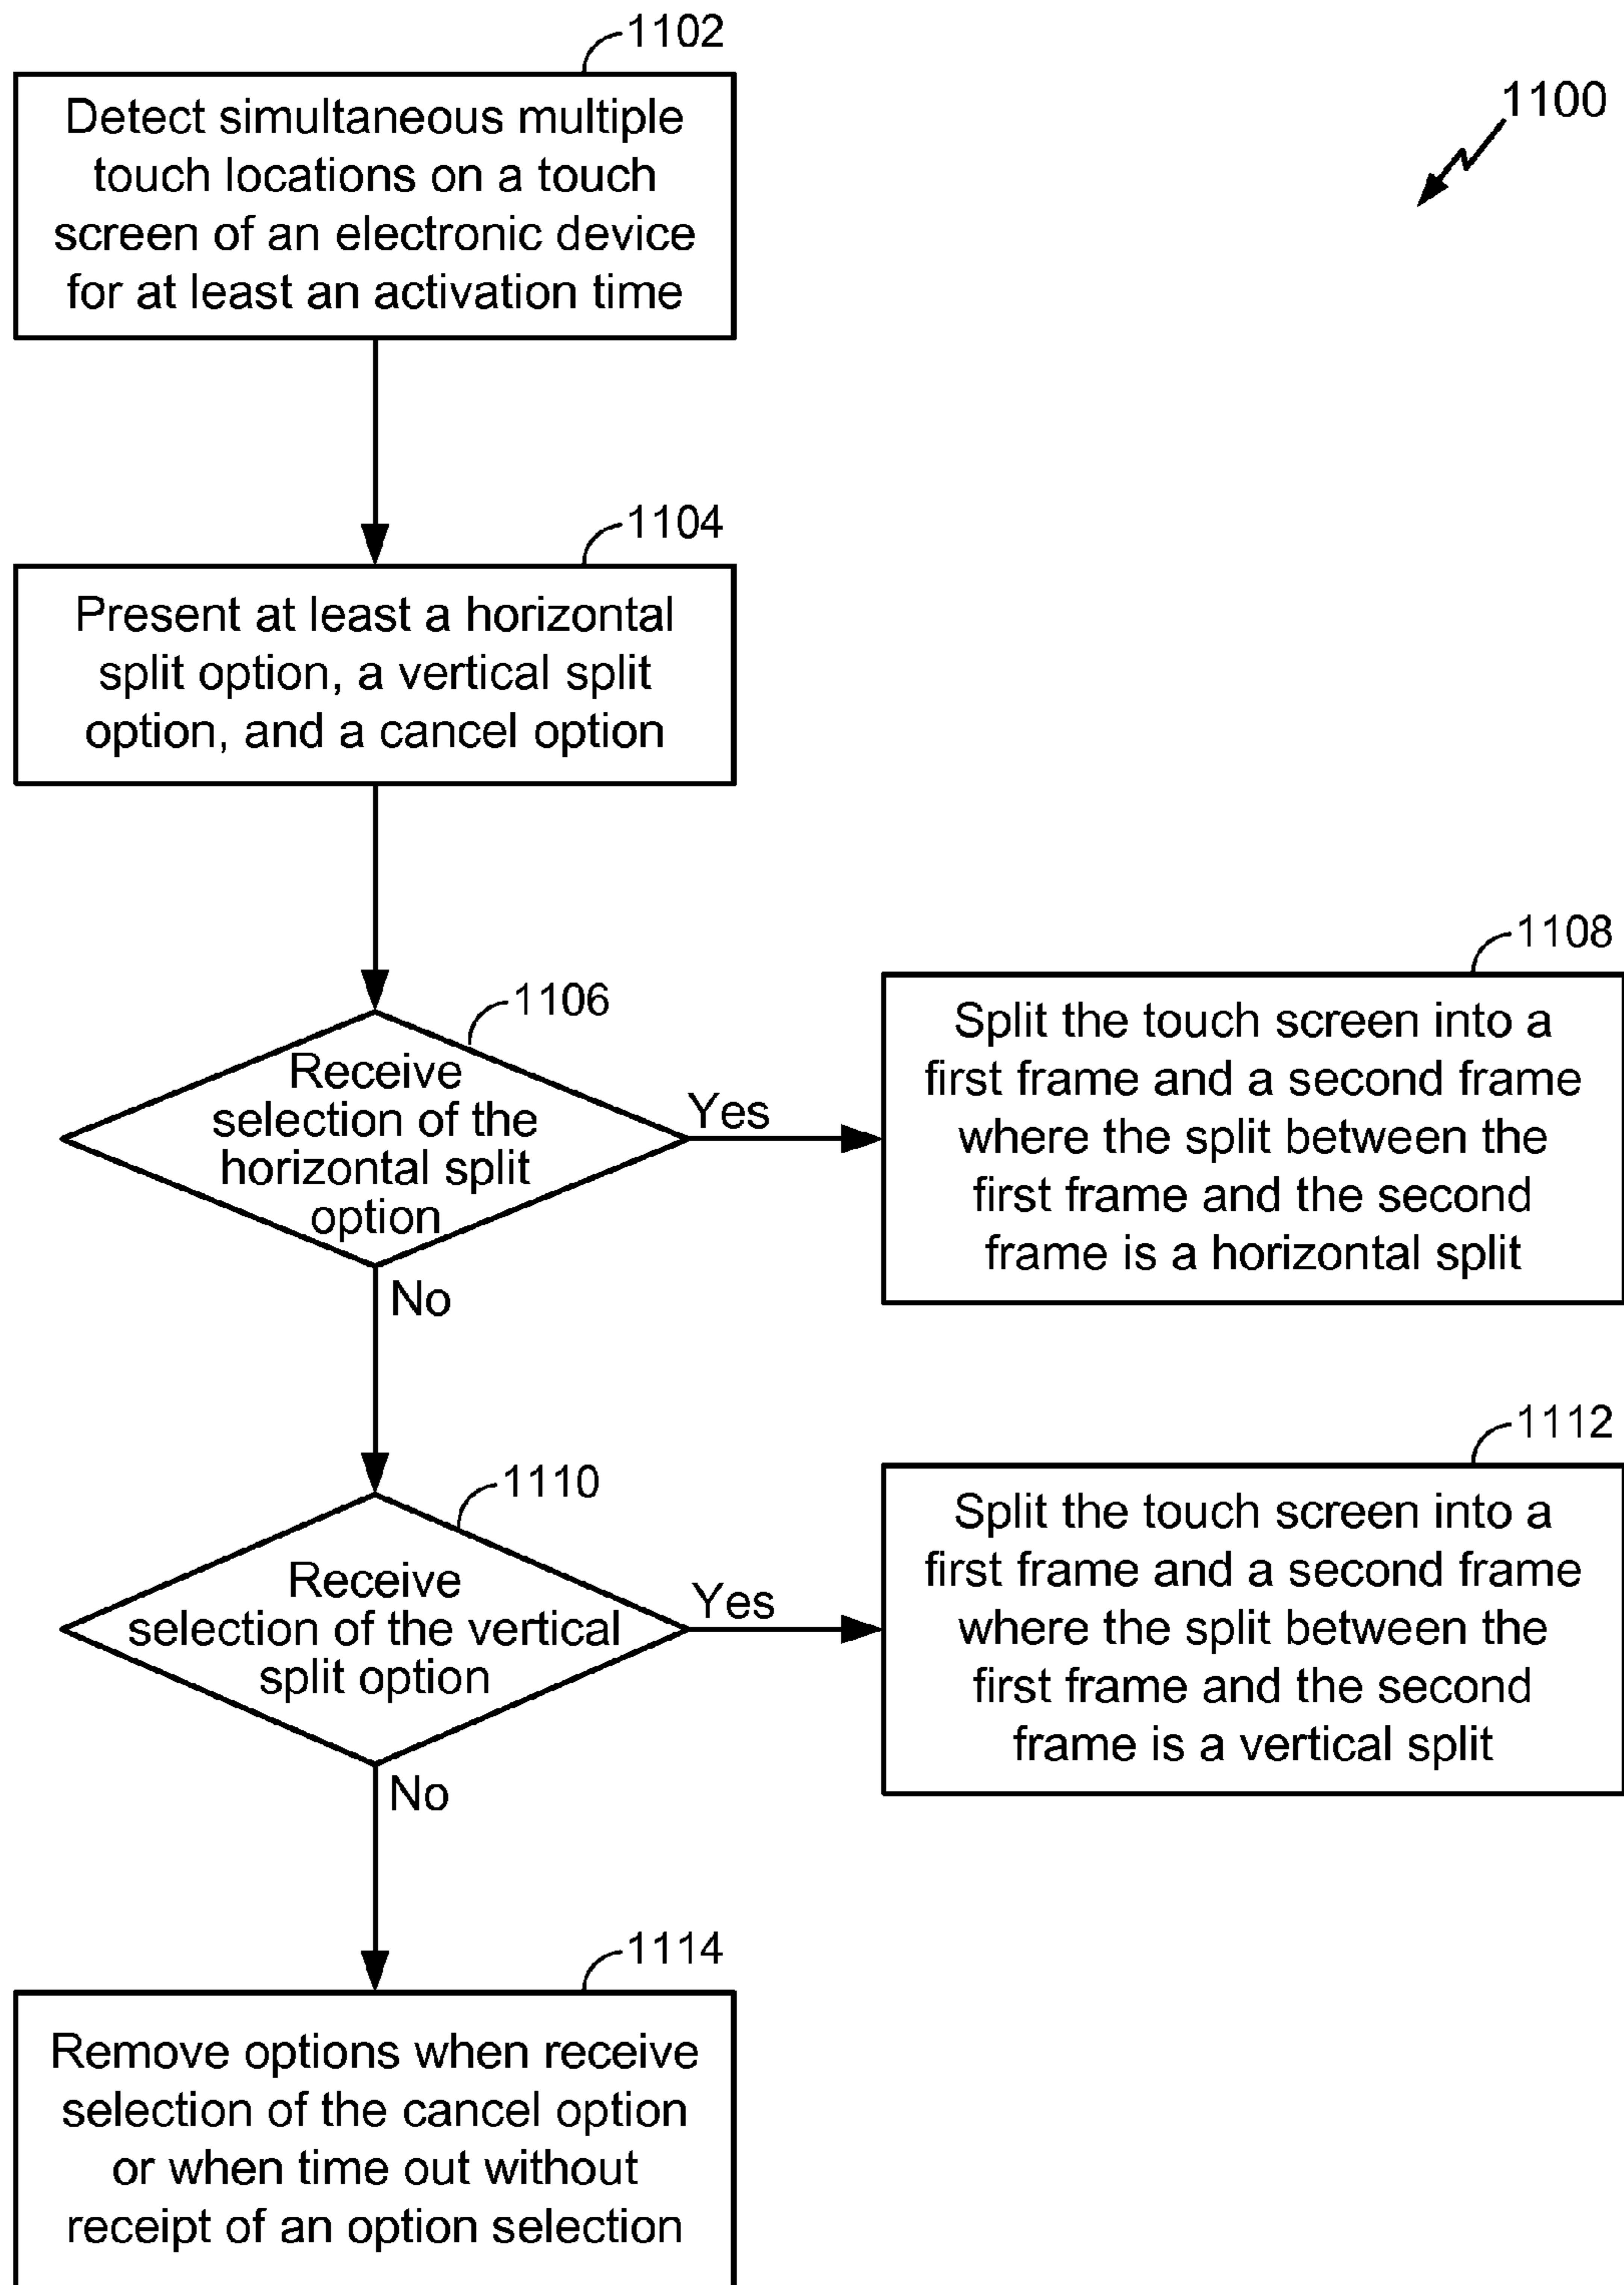 1102
Detect simultaneous multiple
touch locations on a touch
screen of an electronic device
for at least an activation time
1100
1104
Present at least a horizontal
split option, a vertical split
option, and a cancel option
1106
Receive
selection of the
horizontal split
option
Yes
No
1108
Split the touch screen into a
first frame and a second frame
where the split between the
first frame and the second
frame is a horizontal split
1110
Receive
selection of the vertical
split option
Yes
No
1112
Split the touch screen into a
first frame and a second frame
where the split between the
first frame and the second
frame is a vertical split
1114
Remove options when receive
selection of the cancel option
or when time out without
receipt of an option selection